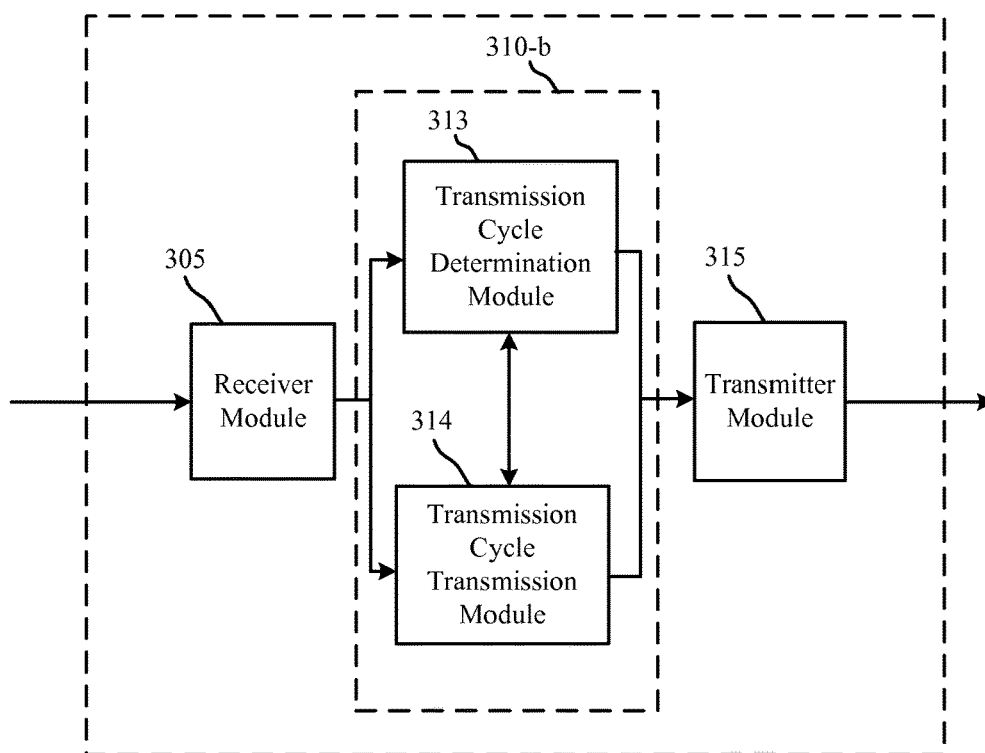 310-b
313
Transmission
Cycle
Determination
Module
305
Receiver
Module
315
Transmitter
Module
314
Transmission
Cycle
Transmission
Module